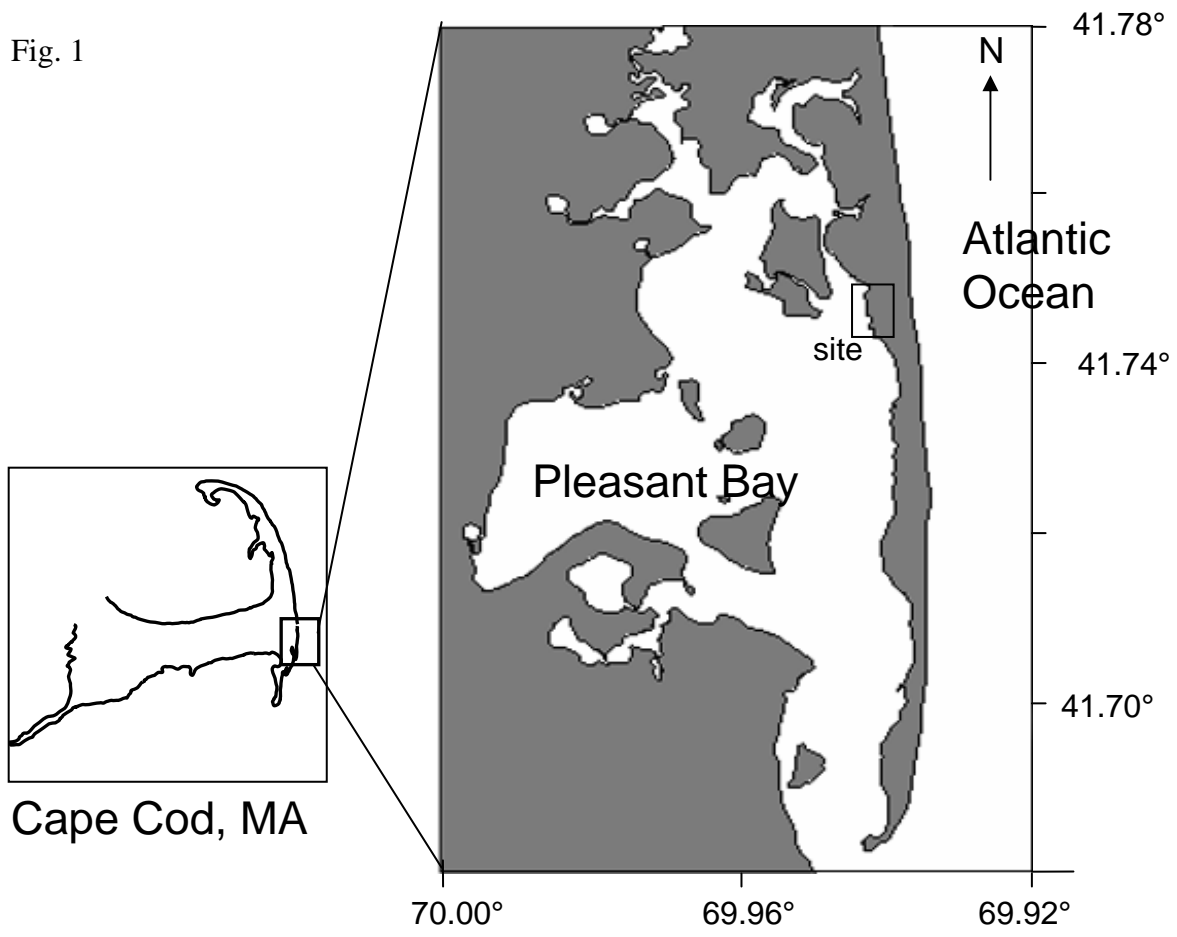 Fig. 1
41.78°
N
Atlantic
Ocean
site
41.74°
Pleasant Bay
41.70°
Cape Cod, MA
70.00°
69.96°
69.92°